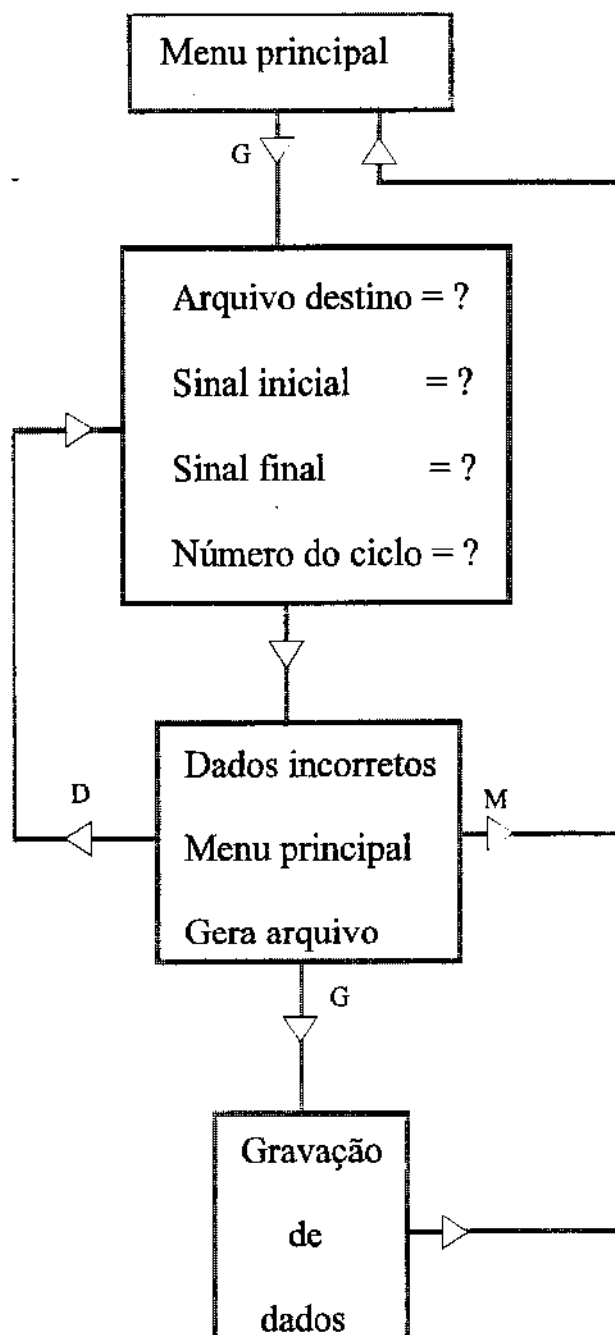 Menu principal
G
Arquivo destino = ?
Sinal inicial = ?
Sinal final = ?
Número do ciclo = ?
Dados incorretos
D
M
Menu principal
Gera arquivo
G
Gravação
de
dados